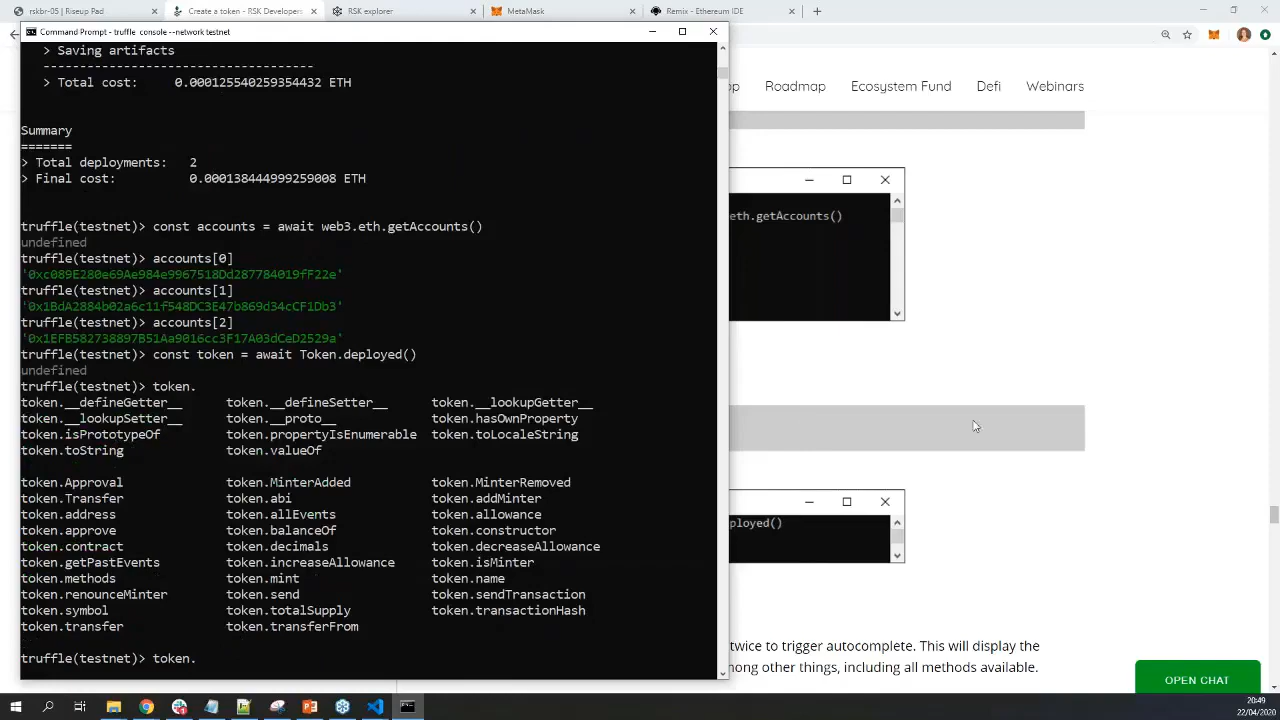 rskbr-05 | Riseup Pad
Create a token - RSK Developers
RSK explorer
MetaMask
Remix - Ethereum IDE
Command Prompt - truffle console --network testnet
> Saving artifacts
-------------------------------------
> Total cost: 0.000125540259354432 ETH
Summary
=======
> Total deployments: 2
> Final cost: 0.000138444999259008 ETH
truffle(testnet)> const accounts = await web3.eth.getAccounts()
undefined
truffle(testnet)> accounts[0]
'0xc089E280e69Ae984e9967518Dd287784019fF22e'
truffle(testnet)> accounts[1]
'0x1BdA2884b02a6c11f548DC3E47b869d34cCF1Db3'
truffle(testnet)> accounts[2]
'0x1EFB582738897B51Aa9016cc3F17A03dCeD2529a'
truffle(testnet)> const token = await Token.deployed()
undefined
truffle(testnet)> token.
token.__defineGetter__ token.__defineSetter__ token.__lookupGetter__
token.__lookupSetter__ token.__proto__ token.hasOwnProperty
token.isPrototypeOf token.propertyIsEnumerable token.toLocaleString
token.toString token.valueOf
token.Approval token.MinterAdded token.MinterRemoved
token.Transfer token.abi token.addMinter
token.address token.allEvents token.allowance
token.approve token.balanceOf token.constructor
token.contract token.decimals token.decreaseAllowance
token.getPastEvents token.increaseAllowance token.isMinter
token.methods token.mint token.name
token.renounceMinter token.send token.sendTransaction
token.symbol token.totalSupply token.transactionHash
token.transfer token.transferFrom
truffle(testnet)> token.
op Roadmap Ecosystem Fund Defi Webinars
eth.getAccounts()
ployed()
twice to trigger autocomplete. This will display the
mong other things, including all methods available.
OPEN CHAT
20:49
22/04/2020